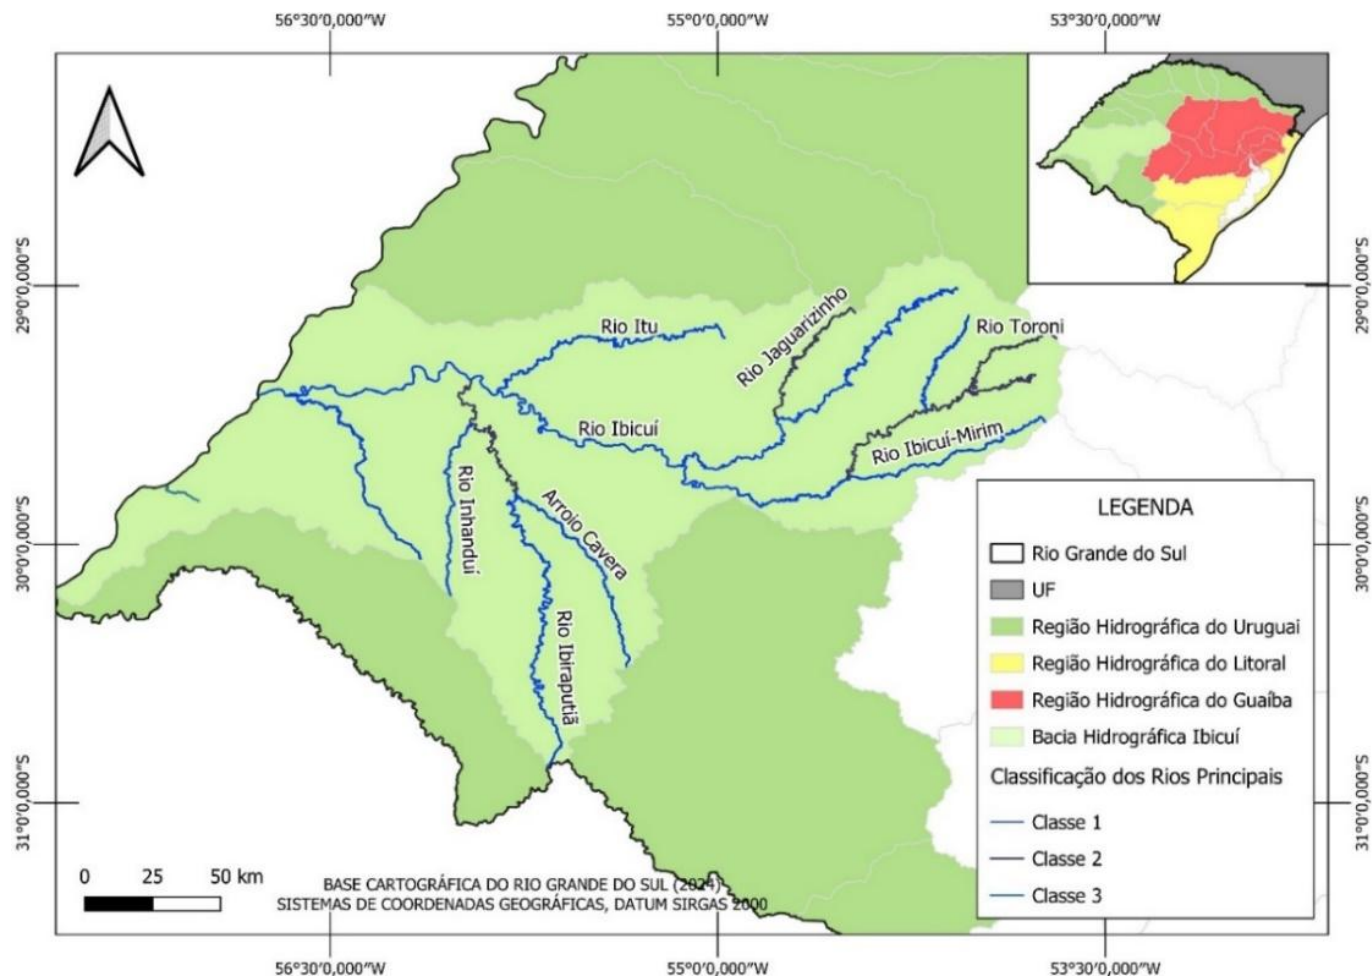 56°30'0,000"W
55°0'0,000"W
53°30'0,000"W
29°0'0,000"S
29°0'0,000"S
Rio Itu
Rio Jaguarizinho
Rio Toroni
Rio Ibicuí
Rio Ibicuí-Mirim
Rio Inhanduí
Arroio Cavera
Rio Ibiraputiã
30°0'0,000"S
30°0'0,000"S
31°0'0,000"S
31°0'0,000"S
LEGENDA
Rio Grande do Sul
UF
Região Hidrográfica do Uruguai
Região Hidrográfica do Litoral
Região Hidrográfica do Guaíba
Bacia Hidrográfica Ibicuí
Classificação dos Rios Principais
Classe 1
Classe 2
Classe 3
0 25 50 km
BASE CARTOGRÁFICA DO RIO GRANDE DO SUL (2024)
SISTEMAS DE COORDENADAS GEOGRÁFICAS, DATUM SIRGAS 2000
56°30'0,000"W
55°0'0,000"W
53°30'0,000"W